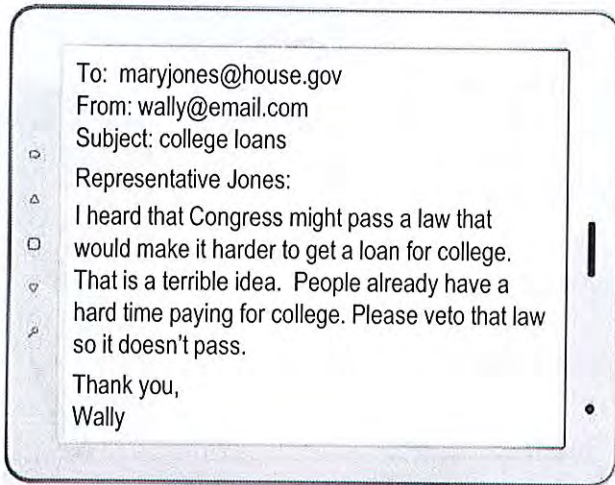 To: maryjones@house.gov
From: wally@email.com
Subject: college loans
Representative Jones:
I heard that Congress might pass a law that
would make it harder to get a loan for college.
That is a terrible idea. People already have a
hard time paying for college. Please veto that law
so it doesn't pass.
Thank you,
Wally